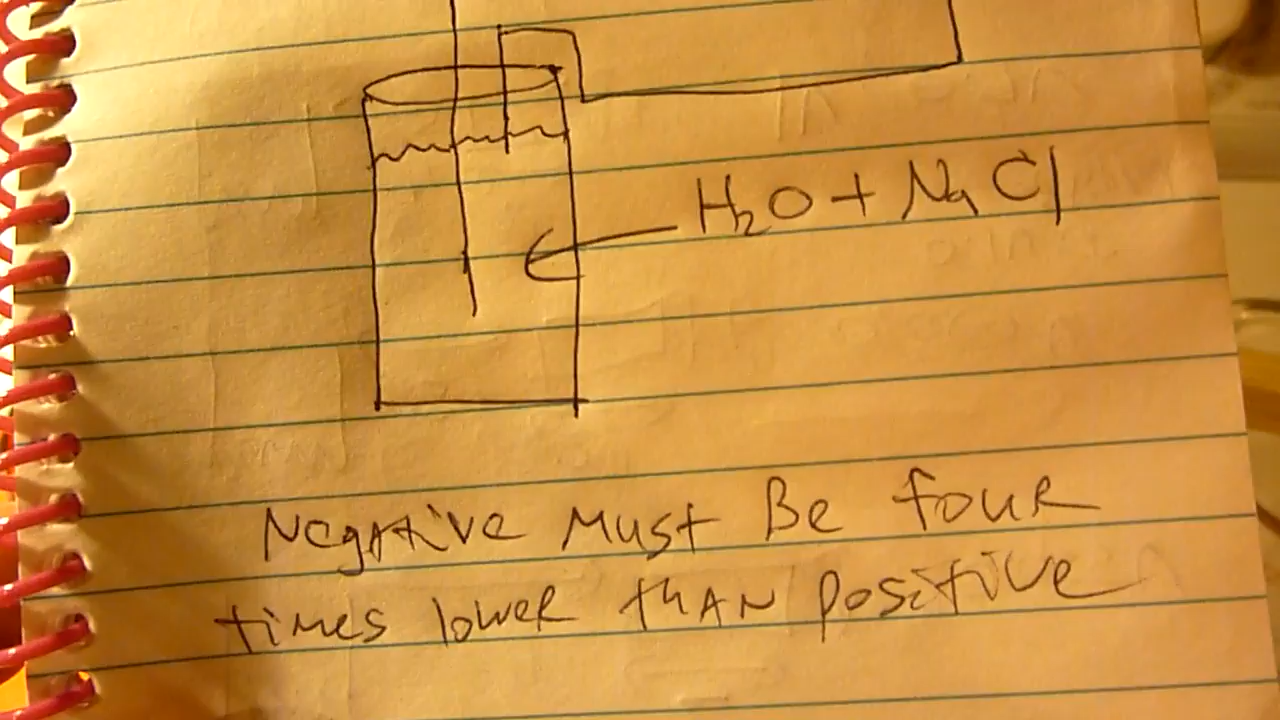 H₂O + NaCl
Negative must Be four
times lower than positive